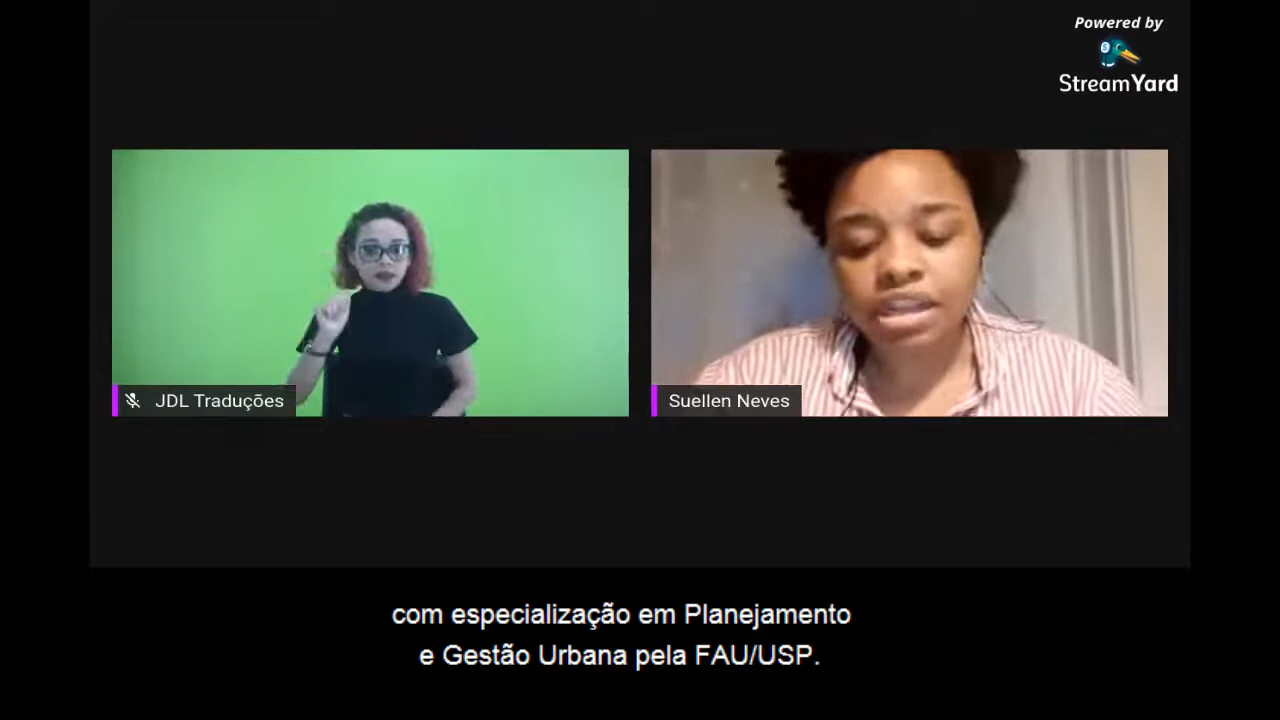 Powered by
StreamYard
JDL Traduções
Suellen Neves
com especialização em Planejamento
e Gestão Urbana pela FAU/USP.